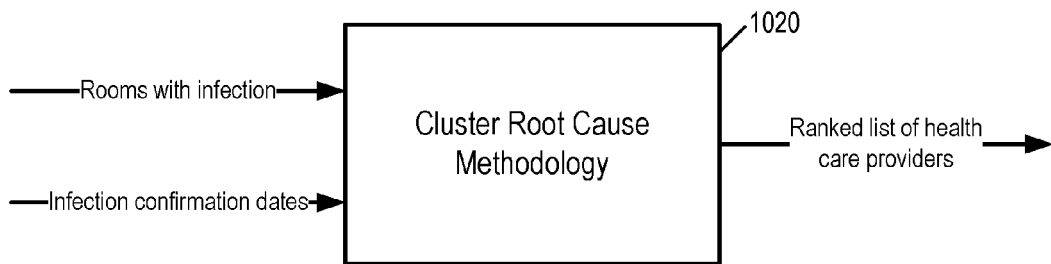 1020
Rooms with infection
Cluster Root Cause
Methodology
Ranked list of health
care providers
Infection confirmation dates